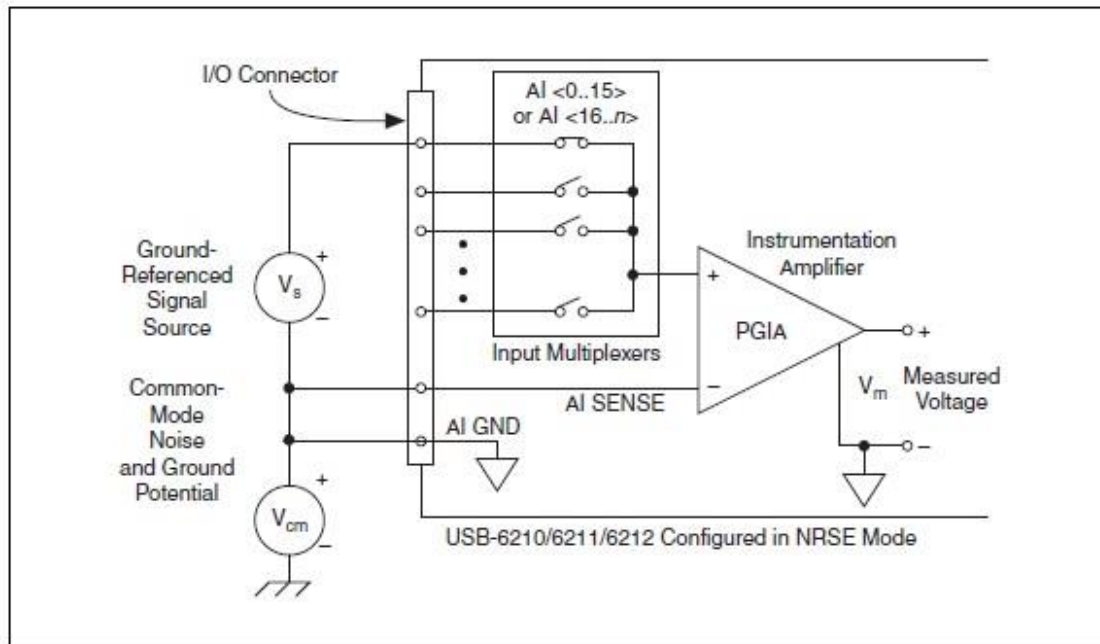 I/O Connector
AI <0..15>
or AI <16..n>
Ground-
Referenced
Signal
Source
+
Vs
–
Instrumentation
Amplifier
+
PGIA
–
+
Vm
Measured
Voltage
–
Input Multiplexers
AI SENSE
Common-
Mode
Noise
and Ground
Potential
AI GND
+
Vcm
–
USB-6210/6211/6212 Configured in NRSE Mode